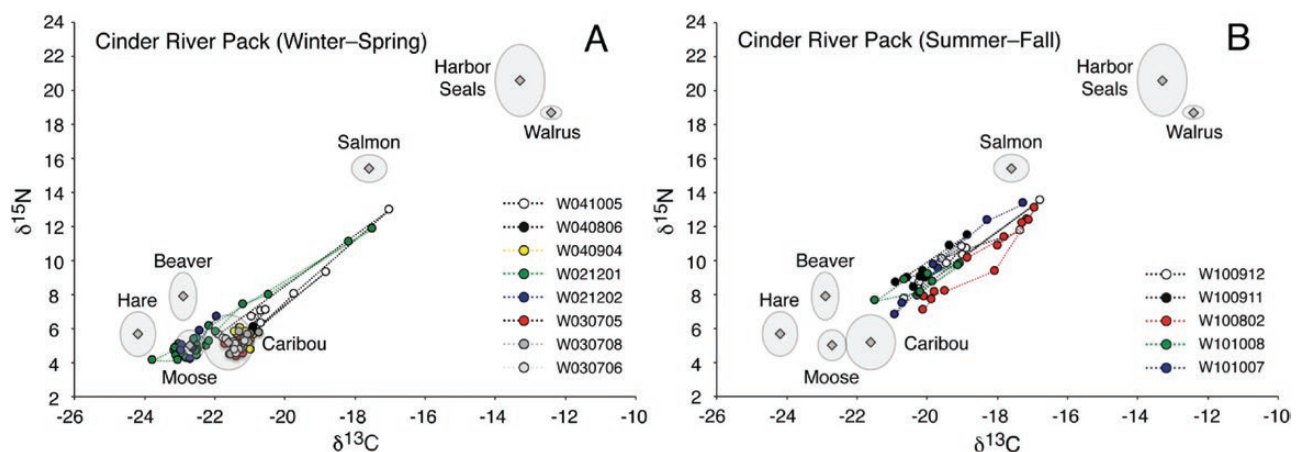 24
22
20
18
16
14
12
10
8
6
4
2
δ15N
Cinder River Pack (Winter–Spring)
A
Harbor
Seals
Walrus
Salmon
Beaver
Hare
Moose
Caribou
W041005
W040806
W040904
W021201
W021202
W030705
W030708
W030706
-26 -24 -22 -20 -18 -16 -14 -12 -10
δ13C
24
22
20
18
16
14
12
10
8
6
4
2
δ15N
Cinder River Pack (Summer–Fall)
B
Harbor
Seals
Walrus
Salmon
Beaver
Hare
Moose
Caribou
W100912
W100911
W100802
W101008
W101007
-26 -24 -22 -20 -18 -16 -14 -12 -10
δ13C